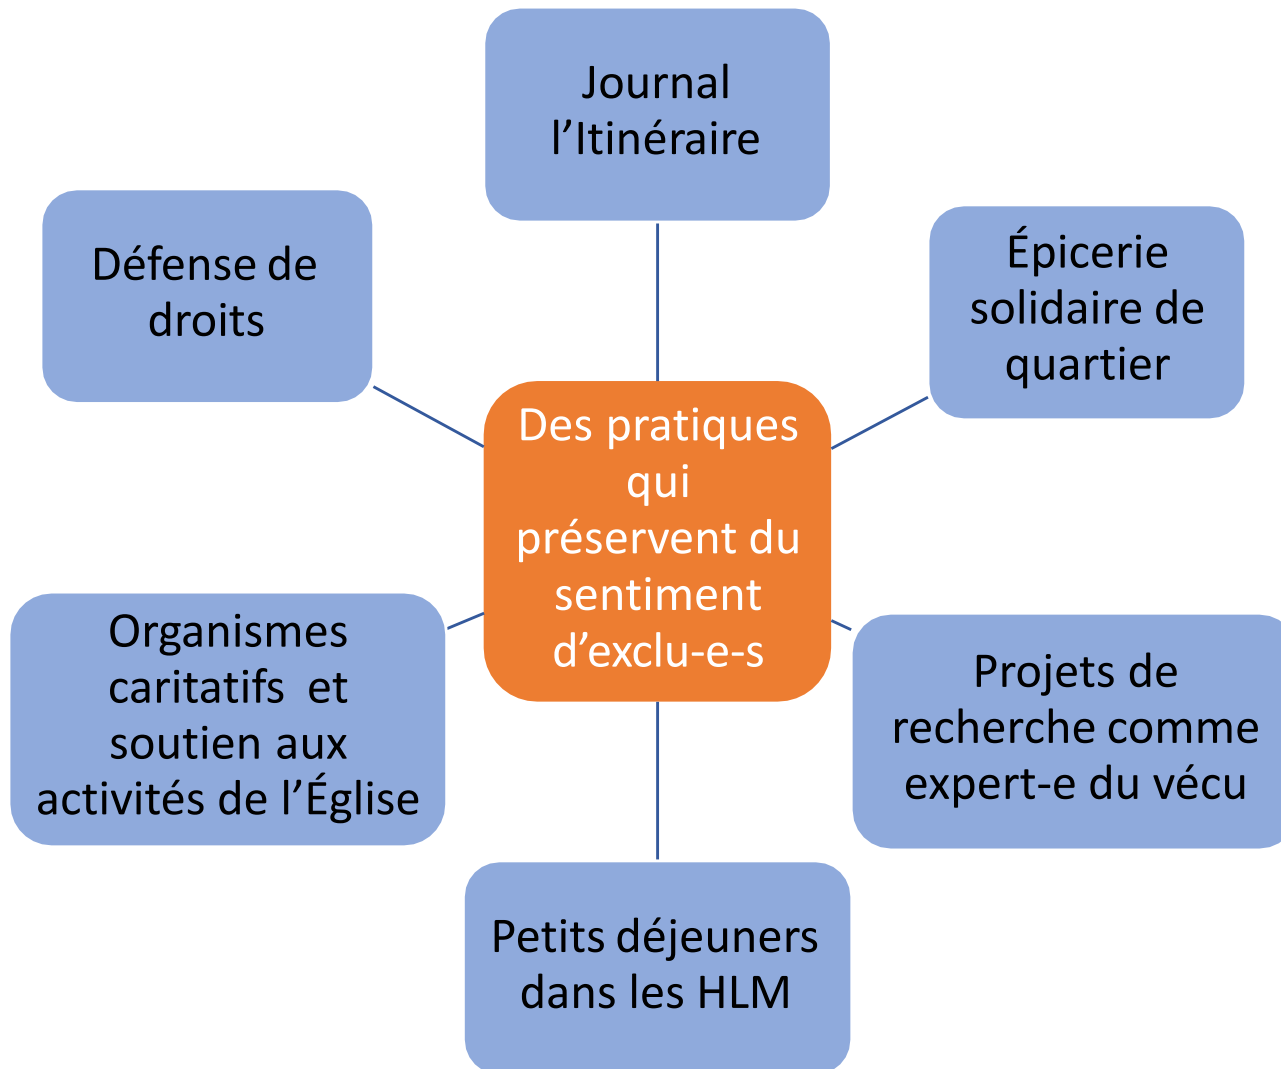 Journal
l’Itinéraire
Défense de
droits
Épicerie
solidaire de
quartier
Des pratiques
qui
préservent du
sentiment
d’exclu-e-s
Organismes
caritatifs et
soutien aux
activités de l’Église
Projets de
recherche comme
expert-e du vécu
Petits déjeuners
dans les HLM